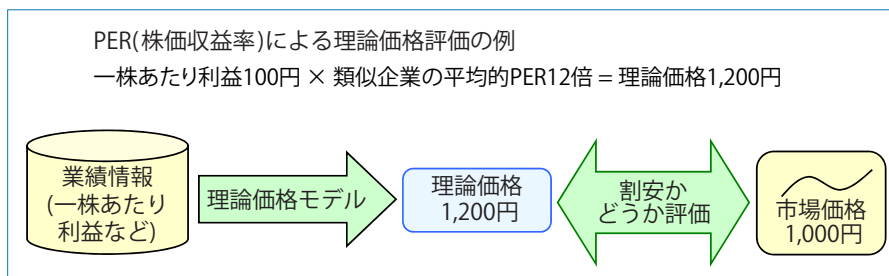 PER(株価収益率)による理論価格評価の例
一株あたり利益100円 × 類似企業の平均的PER12倍 = 理論価格1,200円
業績情報
(一株あたり
利益など)
理論価格モデル
理論価格
1,200円
割安か
どうか評価
市場価格
1,000円